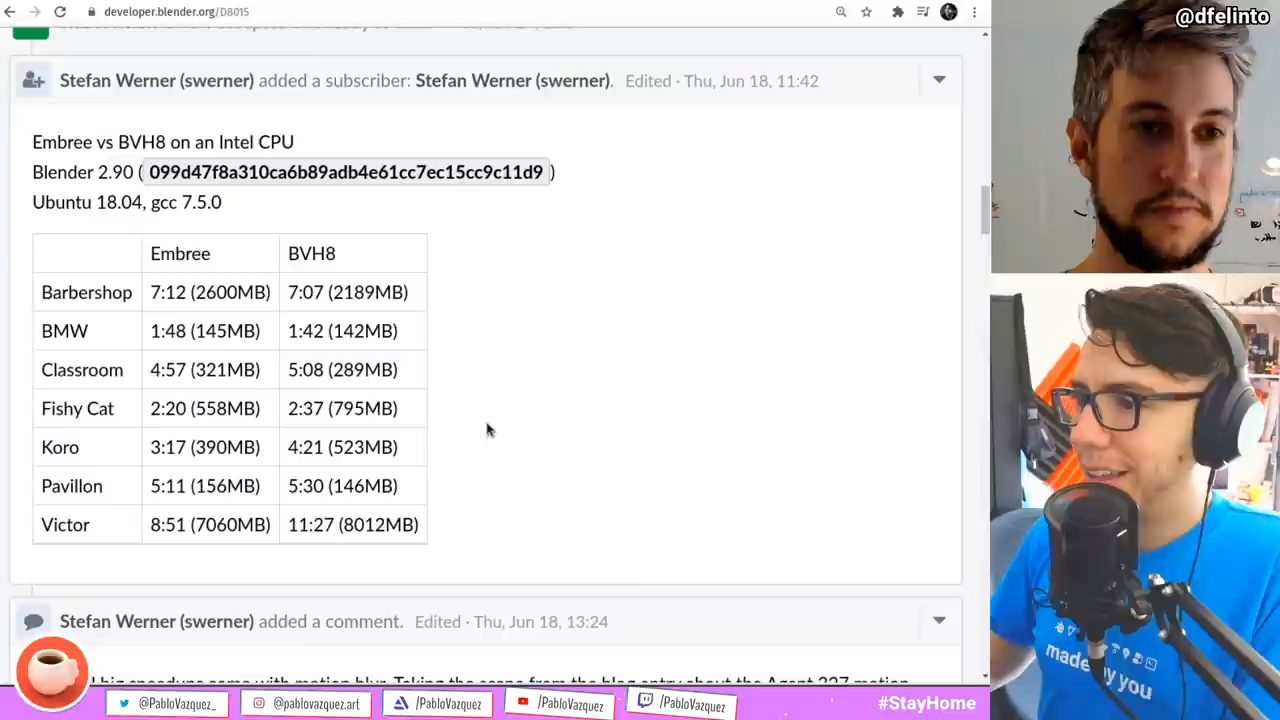 developer.blender.org/D8015
@dfelinto
Stefan Werner (swerner) added a subscriber: Stefan Werner (swerner). Edited · Thu, Jun 18, 11:42
Embree vs BVH8 on an Intel CPU
Blender 2.90 ( 099d47f8a310ca6b89adb4e61cc7ec15cc9c11d9 )
Ubuntu 18.04, gcc 7.5.0
Embree BVH8
Barbershop 7:12 (2600MB) 7:07 (2189MB)
BMW 1:48 (145MB) 1:42 (142MB)
Classroom 4:57 (321MB) 5:08 (289MB)
Fishy Cat 2:20 (558MB) 2:37 (795MB)
Koro 3:17 (390MB) 4:21 (523MB)
Pavillon 5:11 (156MB) 5:30 (146MB)
Victor 8:51 (7060MB) 11:27 (8012MB)
Stefan Werner (swerner) added a comment. Edited · Thu, Jun 18, 13:24
made by you
@PabloVazquez_ @pablovazquez.art /PabloVazquez /PabloVazquez /PabloVazquez #StayHome